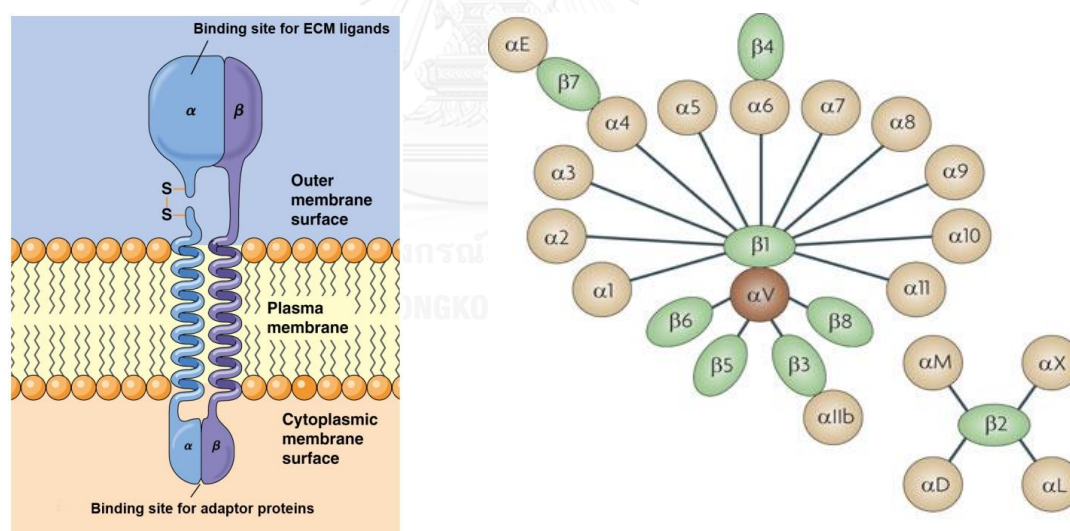 Binding site for ECM ligands
α
β
S
S
Outer
membrane
surface
Plasma
membrane
Cytoplasmic
membrane
surface
α
β
Binding site for adaptor proteins
αE
β7
β4
α4
α5
α6
α7
α8
α3
α9
α2
α10
α1
α11
β1
αV
β6
β8
β5
β3
αIIb
αM
αX
β2
αD
αL